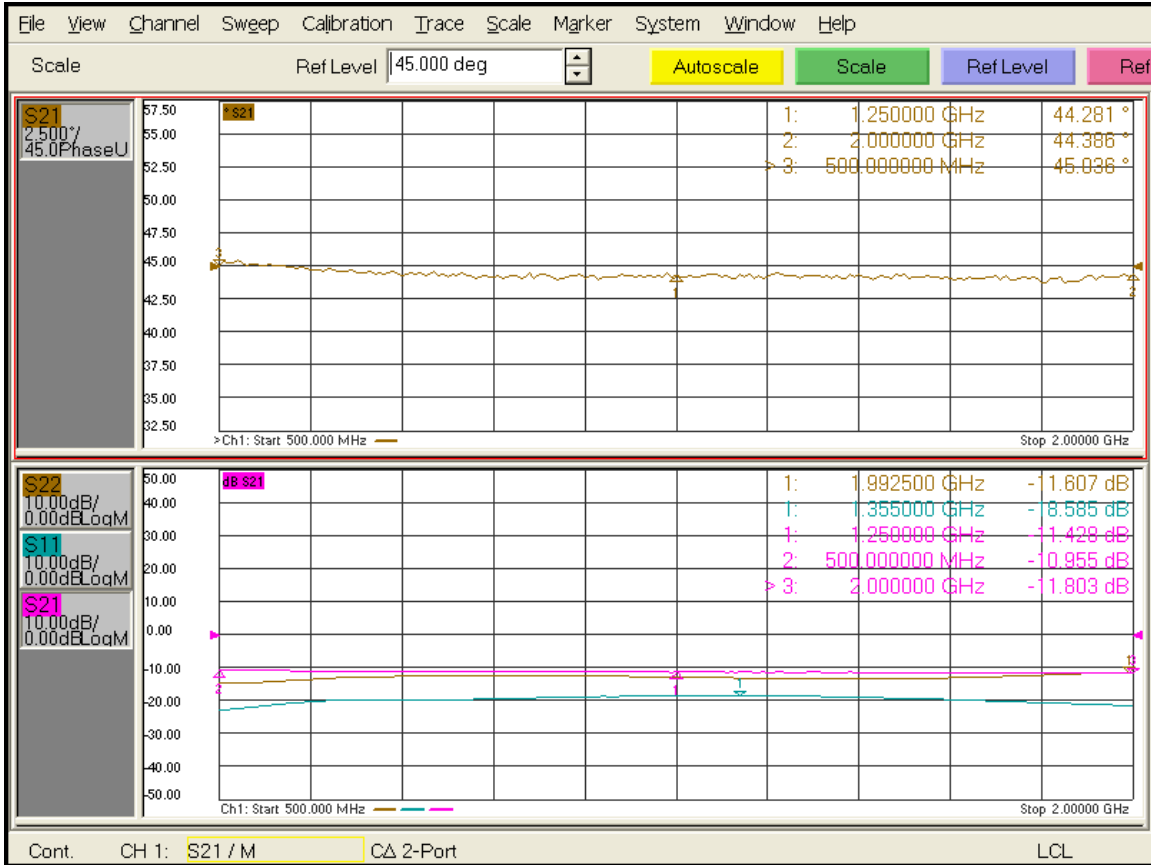 File View Channel Sweep Calibration Trace Scale Marker System Window Help
Scale Ref Level 45.000 deg Autoscale Scale Ref Level Ref
S21
2.500°/
45.0PhaseU
57.50
55.00
52.50
50.00
47.50
45.00
42.50
40.00
37.50
35.00
32.50
° S21
1: 1.250000 GHz 44.281 °
2: 2.000000 GHz 44.386 °
> 3: 500.000000 MHz 45.036 °
3
1
2
>Ch1: Start 500.000 MHz Stop 2.00000 GHz
S22
10.00dB/
0.00dBLogM
S11
10.00dB/
0.00dBLogM
S21
10.00dB/
0.00dBLogM
50.00
40.00
30.00
20.00
10.00
0.00
-10.00
-20.00
-30.00
-40.00
-50.00
dB S21
1: 1.992500 GHz -11.607 dB
1: 1.355000 GHz -18.585 dB
1: 1.250000 GHz -11.428 dB
2: 500.000000 MHz -10.955 dB
> 3: 2.000000 GHz -11.803 dB
2
1
1
Ch1: Start 500.000 MHz Stop 2.00000 GHz
Cont. CH 1: S21 / M CΔ 2-Port LCL